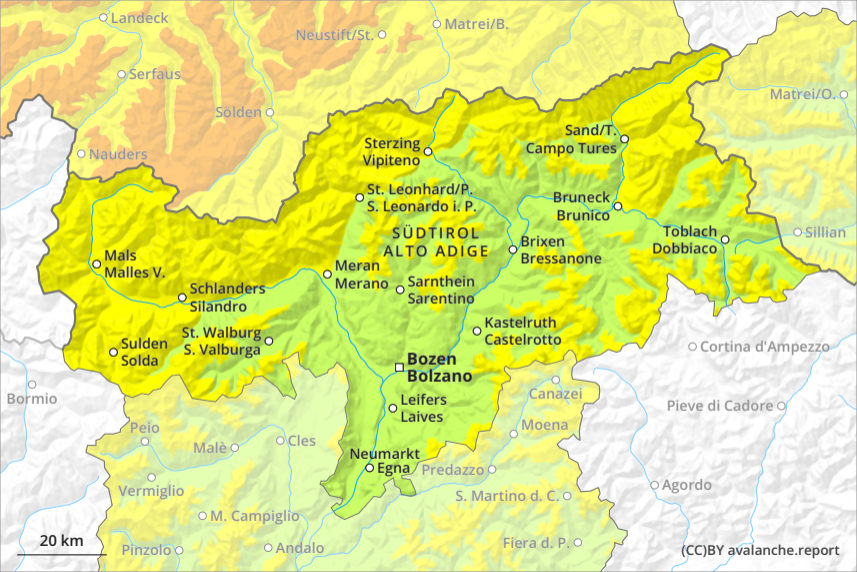 Landeck
Matrei/B.
Neustift/St.
Serfaus
Matrei/O.
Sölden
Sand/T.
Campo Tures
Sterzing
Vipiteno
Nauders
St. Leonhard/P.
S. Leonardo i. P.
Bruneck
Brunico
SÜDTIROL
ALTO ADIGE
Toblach
Dobbiaco
Sillian
Brixen
Bressanone
Mals
Malles V.
Meran
Merano
Sarnthein
Sarentino
Schlanders
Silandro
Kastelruth
Castelrotto
St. Walburg
S. Valburga
Sulden
Solda
Cortina d'Ampezzo
Bozen
Bolzano
Bormio
Canazei
Leifers
Laives
Pieve di Cadore
Peio
Moena
Malè
Cles
Neumarkt
Egna
Predazzo
Vermiglio
Agordo
S. Martino d. C.
M. Campiglio
20 km
Pinzolo
Andalo
Fiera d. P.
(CC)BY avalanche.report